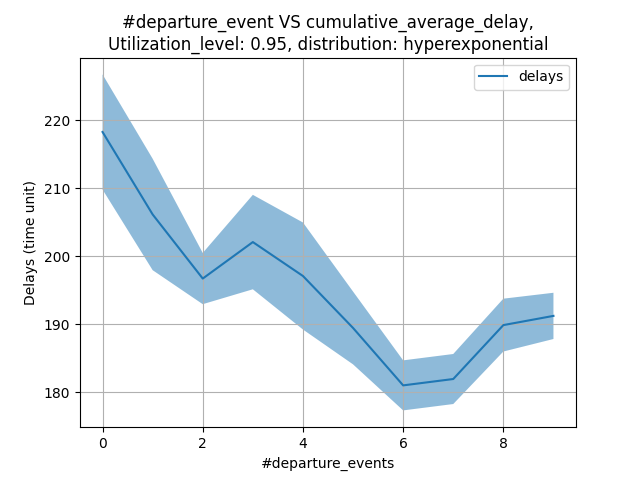 #departure_event VS cumulative_average_delay,
Utilization_level: 0.95, distribution: hyperexponential
delays
Delays (time unit)
220
210
200
190
180
0 2 4 6 8
#departure_events